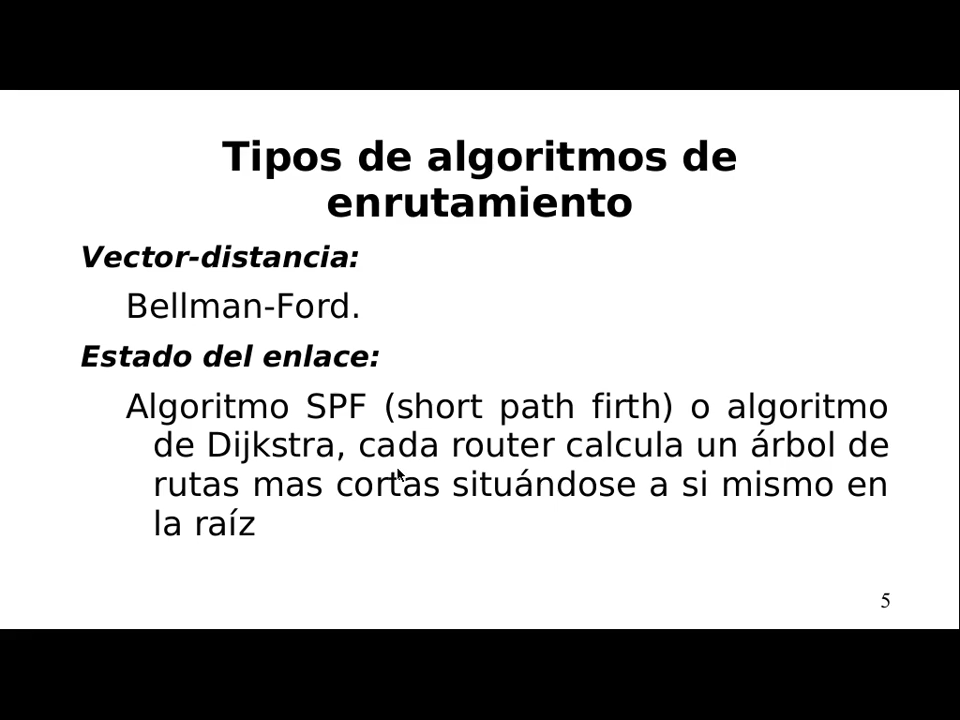 Tipos de algoritmos de
enrutamiento
Vector-distancia:
Bellman-Ford.
Estado del enlace:
Algoritmo SPF (short path firth) o algoritmo
de Dijkstra, cada router calcula un árbol de
rutas mas cortas situándose a si mismo en
la raíz
5